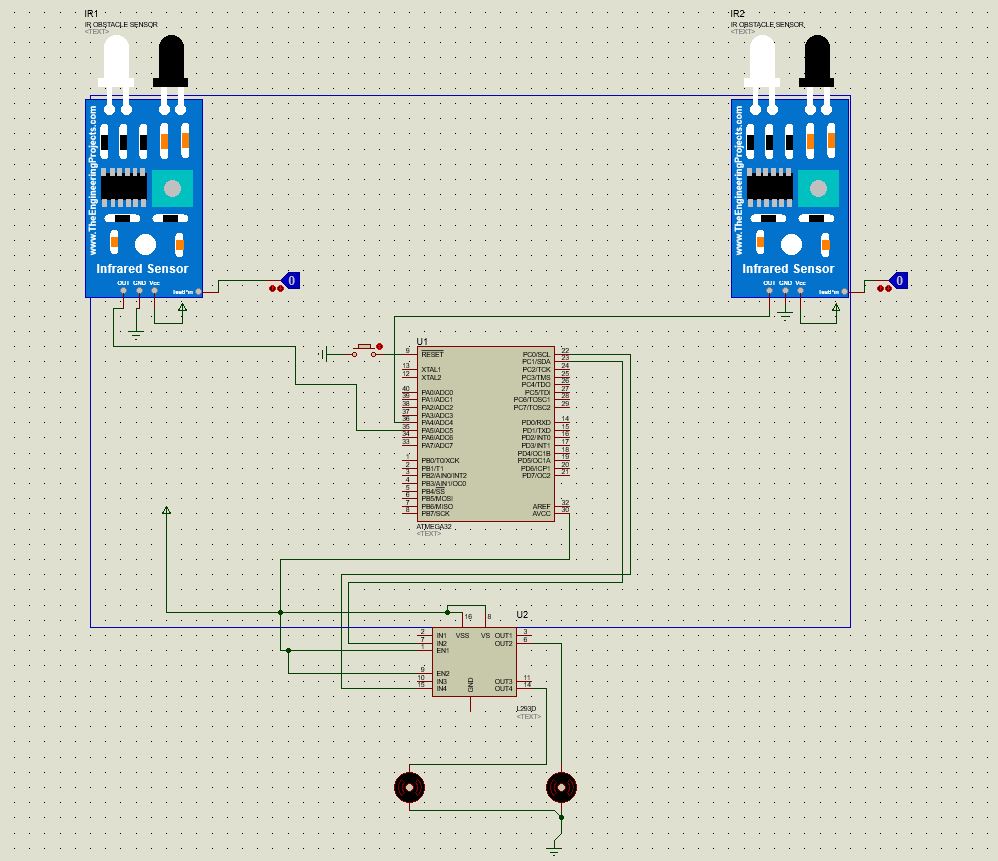 IR1
IR OBSTACLE SENSOR
<TEXT>
www.TheEngineeringProjects.com
Infrared Sensor
OUT GND Vcc
TestPin
0
IR2
IR OBSTACLE SENSOR
<TEXT>
www.TheEngineeringProjects.com
Infrared Sensor
OUT GND Vcc
TestPin
0
U1
9 RESET PC0/SCL 22
PC1/SDA 23
13 XTAL1 PC2/TCK 24
12 XTAL2 PC3/TMS 25
PC4/TDO 26
40 PA0/ADC0 PC5/TDI 27
39 PA1/ADC1 PC6/TOSC1 28
38 PA2/ADC2 PC7/TOSC2 29
37 PA3/ADC3
36 PA4/ADC4 PD0/RXD 14
35 PA5/ADC5 PD1/TXD 15
34 PA6/ADC6 PD2/INT0 16
33 PA7/ADC7 PD3/INT1 17
PD4/OC1B 18
1 PB0/T0/XCK PD5/OC1A 19
2 PB1/T1 PD6/ICP1 20
3 PB2/AIN0/INT2 PD7/OC2 21
4 PB3/AIN1/OC0
5 PB4/SS
6 PB5/MOSI
7 PB6/MISO AREF 32
8 PB7/SCK AVCC 30
ATMEGA32
<TEXT>
U2
16 8
2 IN1 VSS VS OUT1 3
7 IN2 OUT2 6
1 EN1
9 EN2
10 IN3 OUT3 11
15 IN4 GND OUT4 14
L293D
<TEXT>